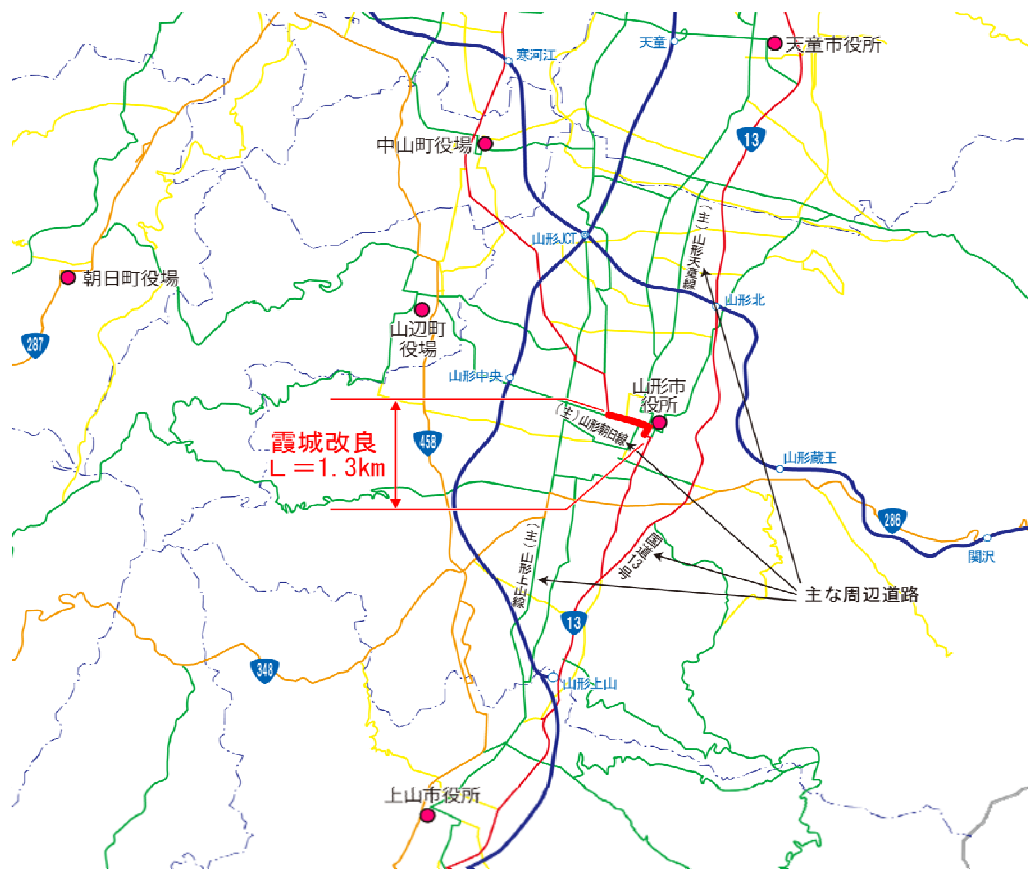 天童
天童市役所
寒河江
13
中山町役場
(主)山形天童線
山形JCT
朝日町役場
山形北
山辺町
役場
287
山形中央
山形市
役所
(主)山形朝日線
霞城改良
L=1.3km
458
山形蔵王
286
関沢
国道13号
(主)山形上山線
主な周辺道路
13
348
山形上山
上山市役所